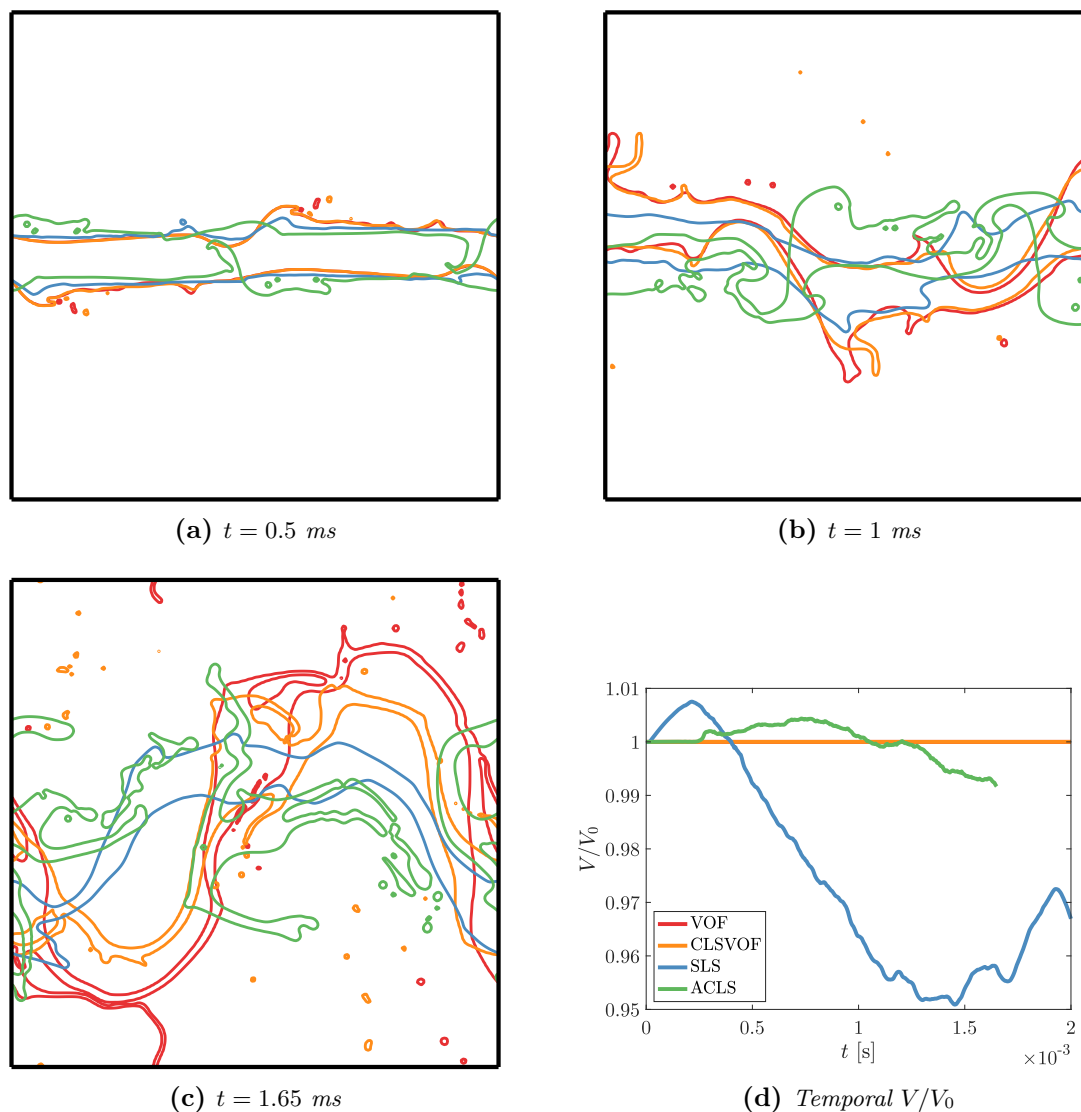 (a) t = 0.5 ms
(b) t = 1 ms
(c) t = 1.65 ms
1.01
1
0.99
0.98
0.97
0.96
0.95
V/V₀
VOF
CLSVOF
SLS
ACLS
0 0.5 1 1.5 2
t [s]
×10⁻³
(d) Temporal V/V₀